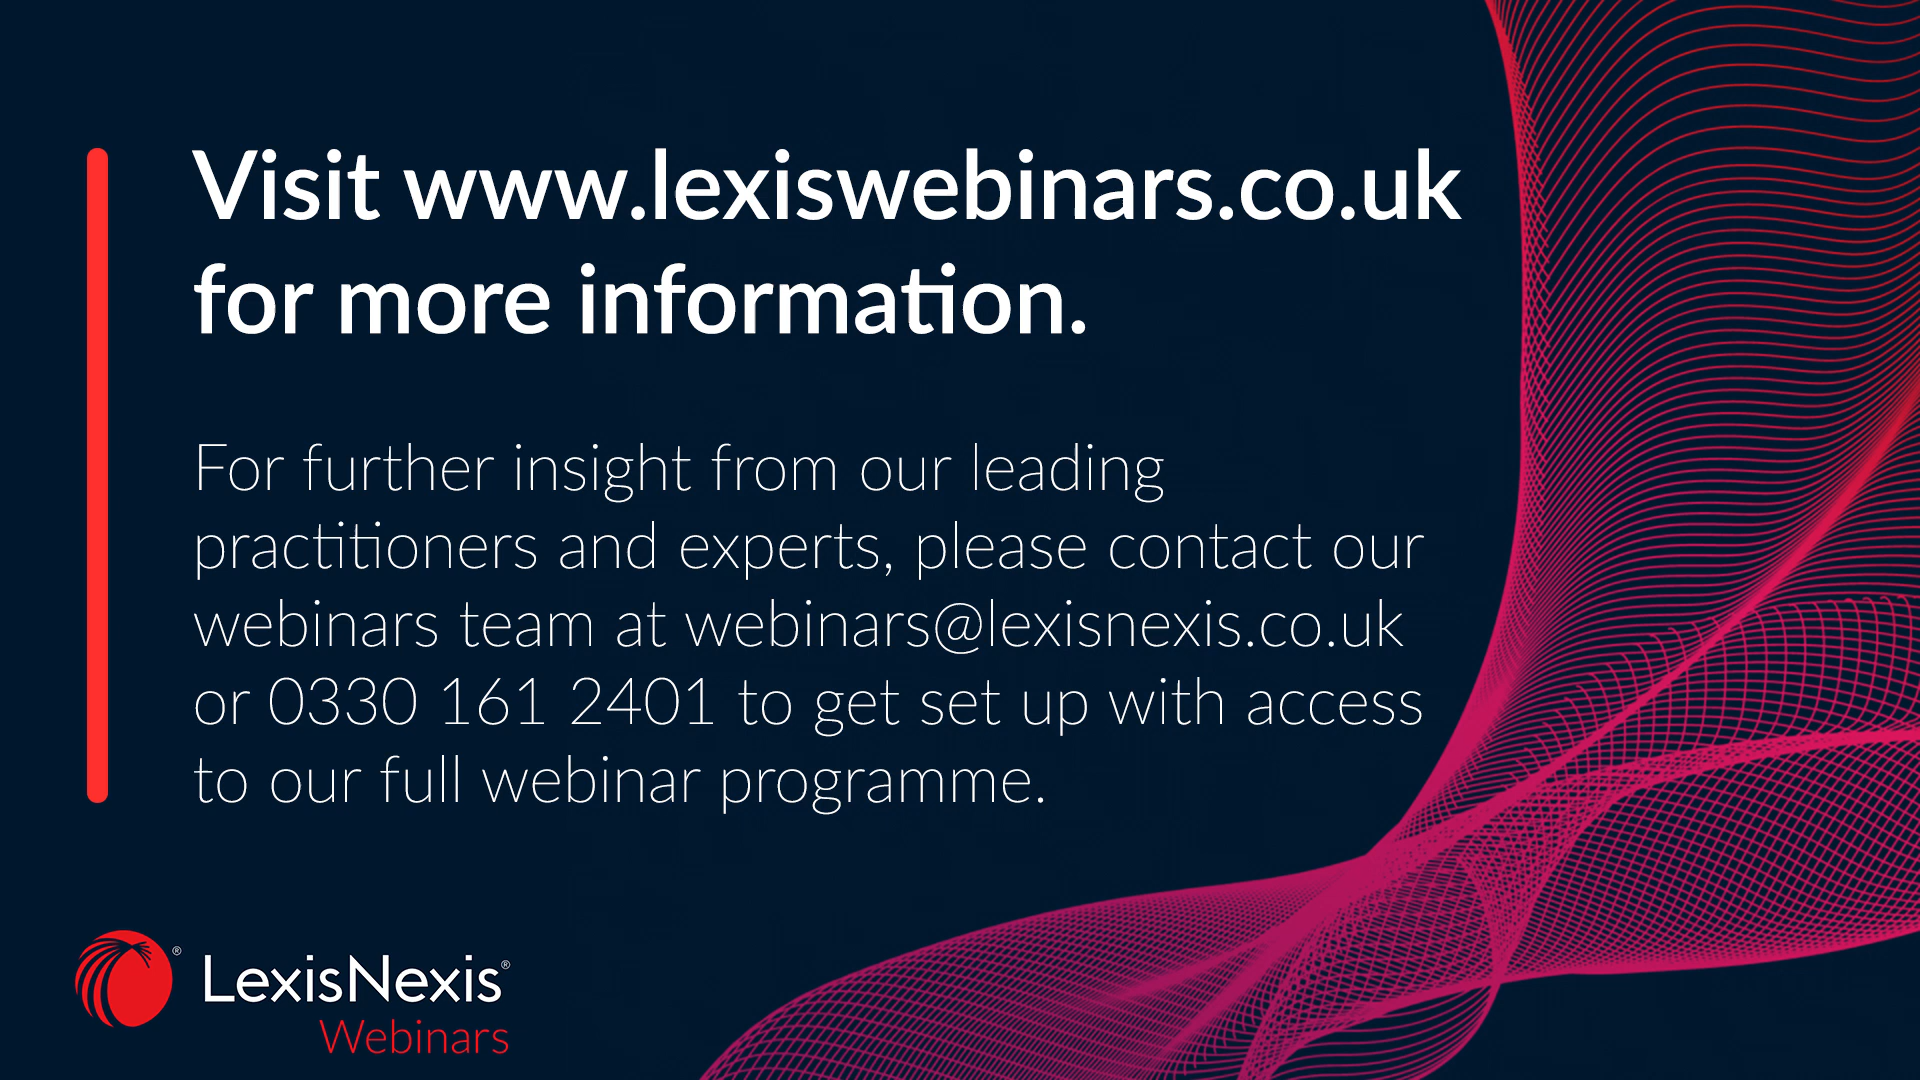 Visit www.lexiswebinars.co.uk
for more information.
For further insight from our leading
practitioners and experts, please contact our
webinars team at webinars@lexisnexis.co.uk
or 0330 161 2401 to get set up with access
to our full webinar programme.
® LexisNexis®
Webinars